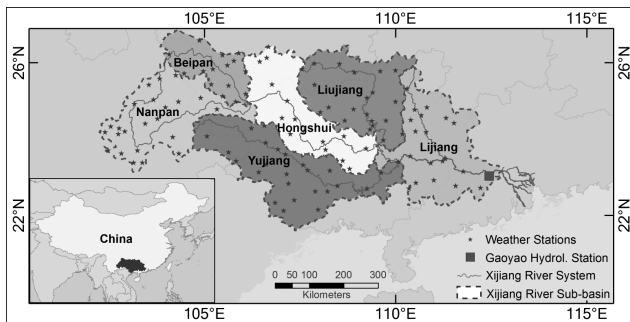 105°E 110°E 115°E
26°N 26°N
Beipan
Liujiang
Nanpan
Hongshui
Lijiang
Yujiang
22°N 22°N
China
Weather Stations
Gaoyao Hydrol. Station
Xijiang River System
Xijiang River Sub-basin
0 50 100 200 300
Kilometers
105°E 110°E 115°E